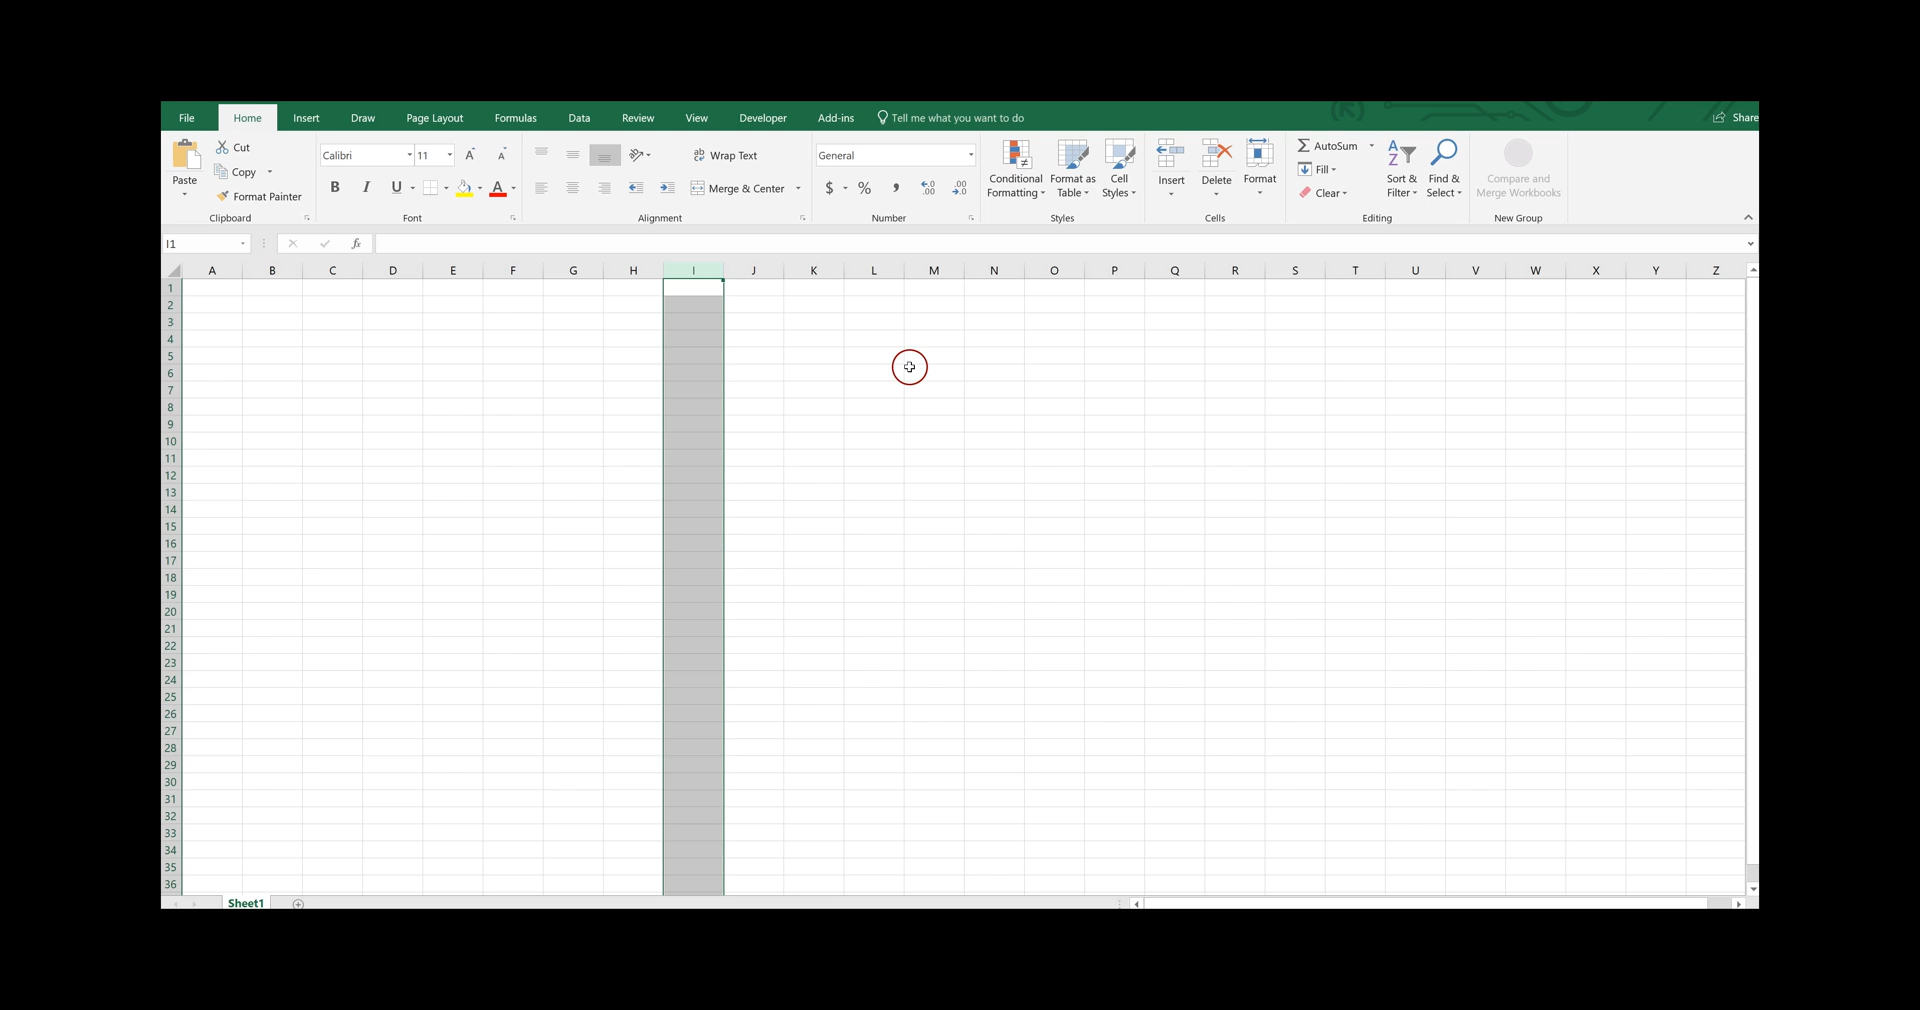 File Home Insert Draw Page Layout Formulas Data Review View Developer Add-ins Tell me what you want to do Share
Paste
Cut
Copy
Format Painter
Clipboard
Calibri 11
B I U
Font
Wrap Text
Merge & Center
Alignment
General
$ % ,
Number
Conditional Formatting
Format as Table
Cell Styles
Styles
Insert
Delete
Format
Cells
AutoSum
Fill
Clear
Sort & Filter
Find & Select
Editing
Compare and Merge Workbooks
New Group
I1
fx
A B C D E F G H I J K L M N O P Q R S T U V W X Y Z
1
2
3
4
5
6
7
8
9
10
11
12
13
14
15
16
17
18
19
20
21
22
23
24
25
26
27
28
29
30
31
32
33
34
35
36
Sheet1